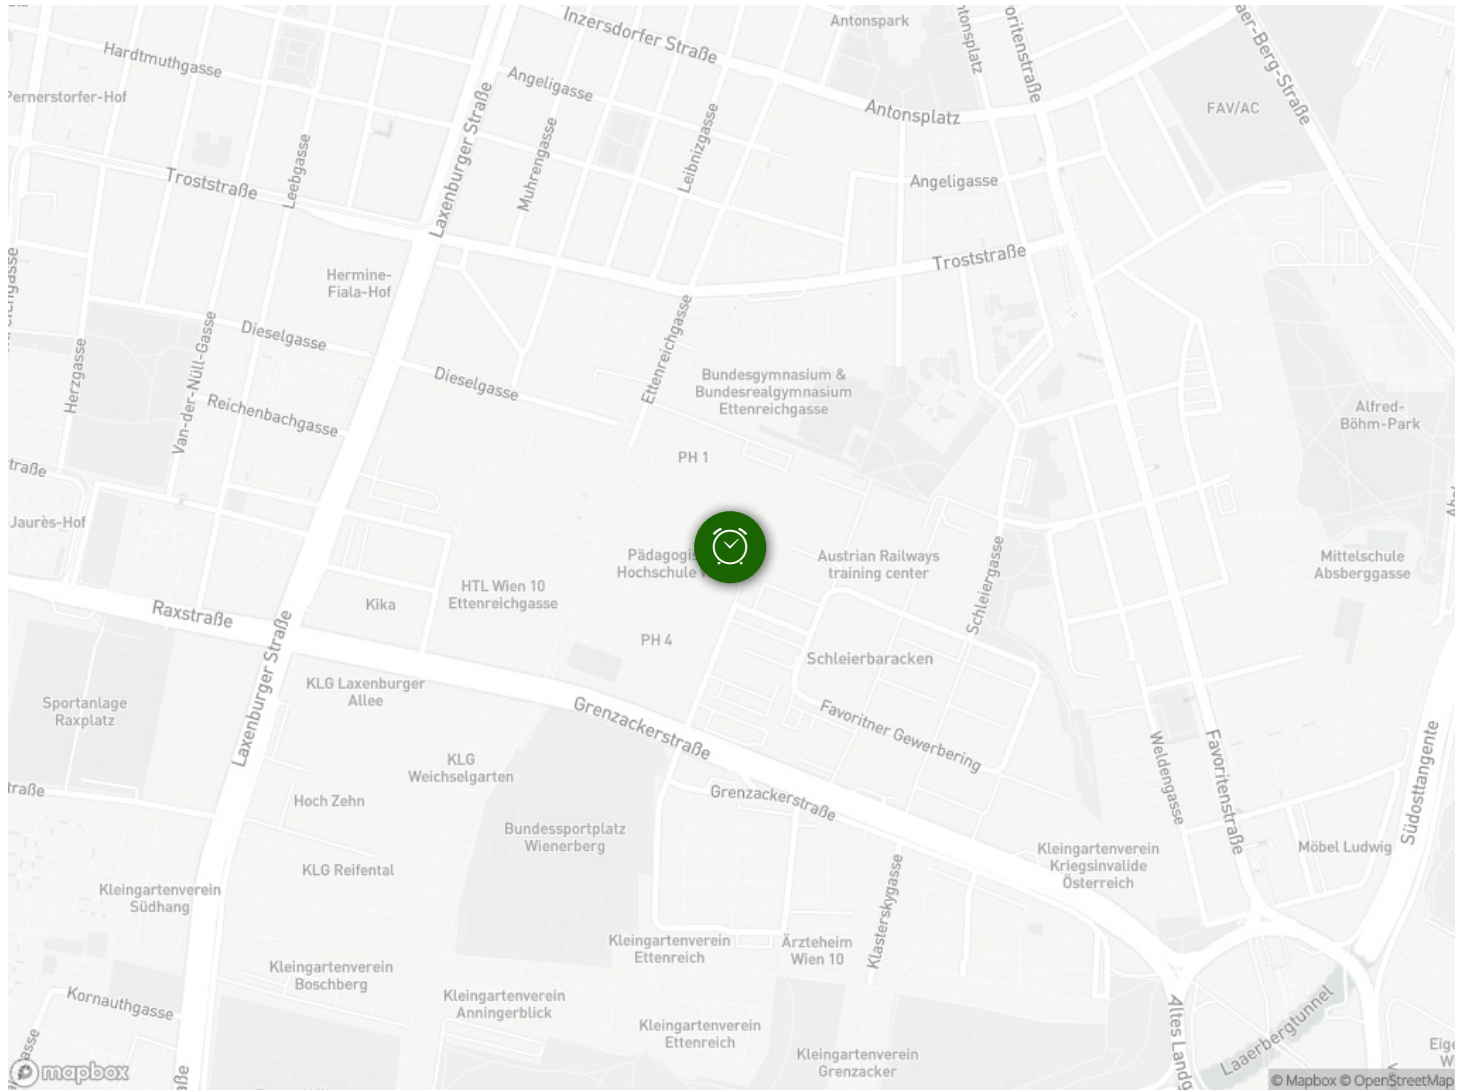 Inzersdorfer Straße
Antonspark
Hardtmuthgasse
Pernerstorfer-Hof
Angeligasse
Laxenburger Straße
Muhrengasse
Leibnizgasse
Antonsplatz
FAV/AC
Leebgasse
Troststraße
Angeligasse
Troststraße
Hermine-
Fiala-Hof
Dieselgasse
Van-der-Nüll-Gasse
Herzgasse
Reichenbachgasse
Dieselgasse
Ettenreichgasse
Bundesgymnasium &
Bundesrealgymnasium
Ettenreichgasse
Alfred-
Böhm-Park
PH 1
Jaurès-Hof
Hochschule
HTL Wien 10
Ettenreichgasse
Austrian Railways
training center
Schleiergasse
Mittelschule
Absberggasse
Kika
Raxstraße
PH 4
Schleierbaracken
Laxenburger Straße
KLG Laxenburger
Allee
Sportanlage
Raxplatz
Grenzackerstraße
Favoritner Gewerbering
KLG
Weichselgarten
Hoch Zehn
Grenzackerstraße
Weldengasse
Favoritenstraße
Südosttangente
Bundessportplatz
Wienerberg
KLG Reifental
Kleingartenverein
Kriegsinvalide
Österreich
Möbel Ludwig
Kleingartenverein
Südhang
Klasterskygasse
Kleingartenverein
Ettenreich
Ärzteheim
Wien 10
Kleingartenverein
Boschberg
Kornauthgasse
Kleingartenverein
Anningerblick
Kleingartenverein
Ettenreich
Kleingartenverein
Grenzacker
Altes Landg
Laaerbergtunnel
mapbox
© Mapbox © OpenStreetMap